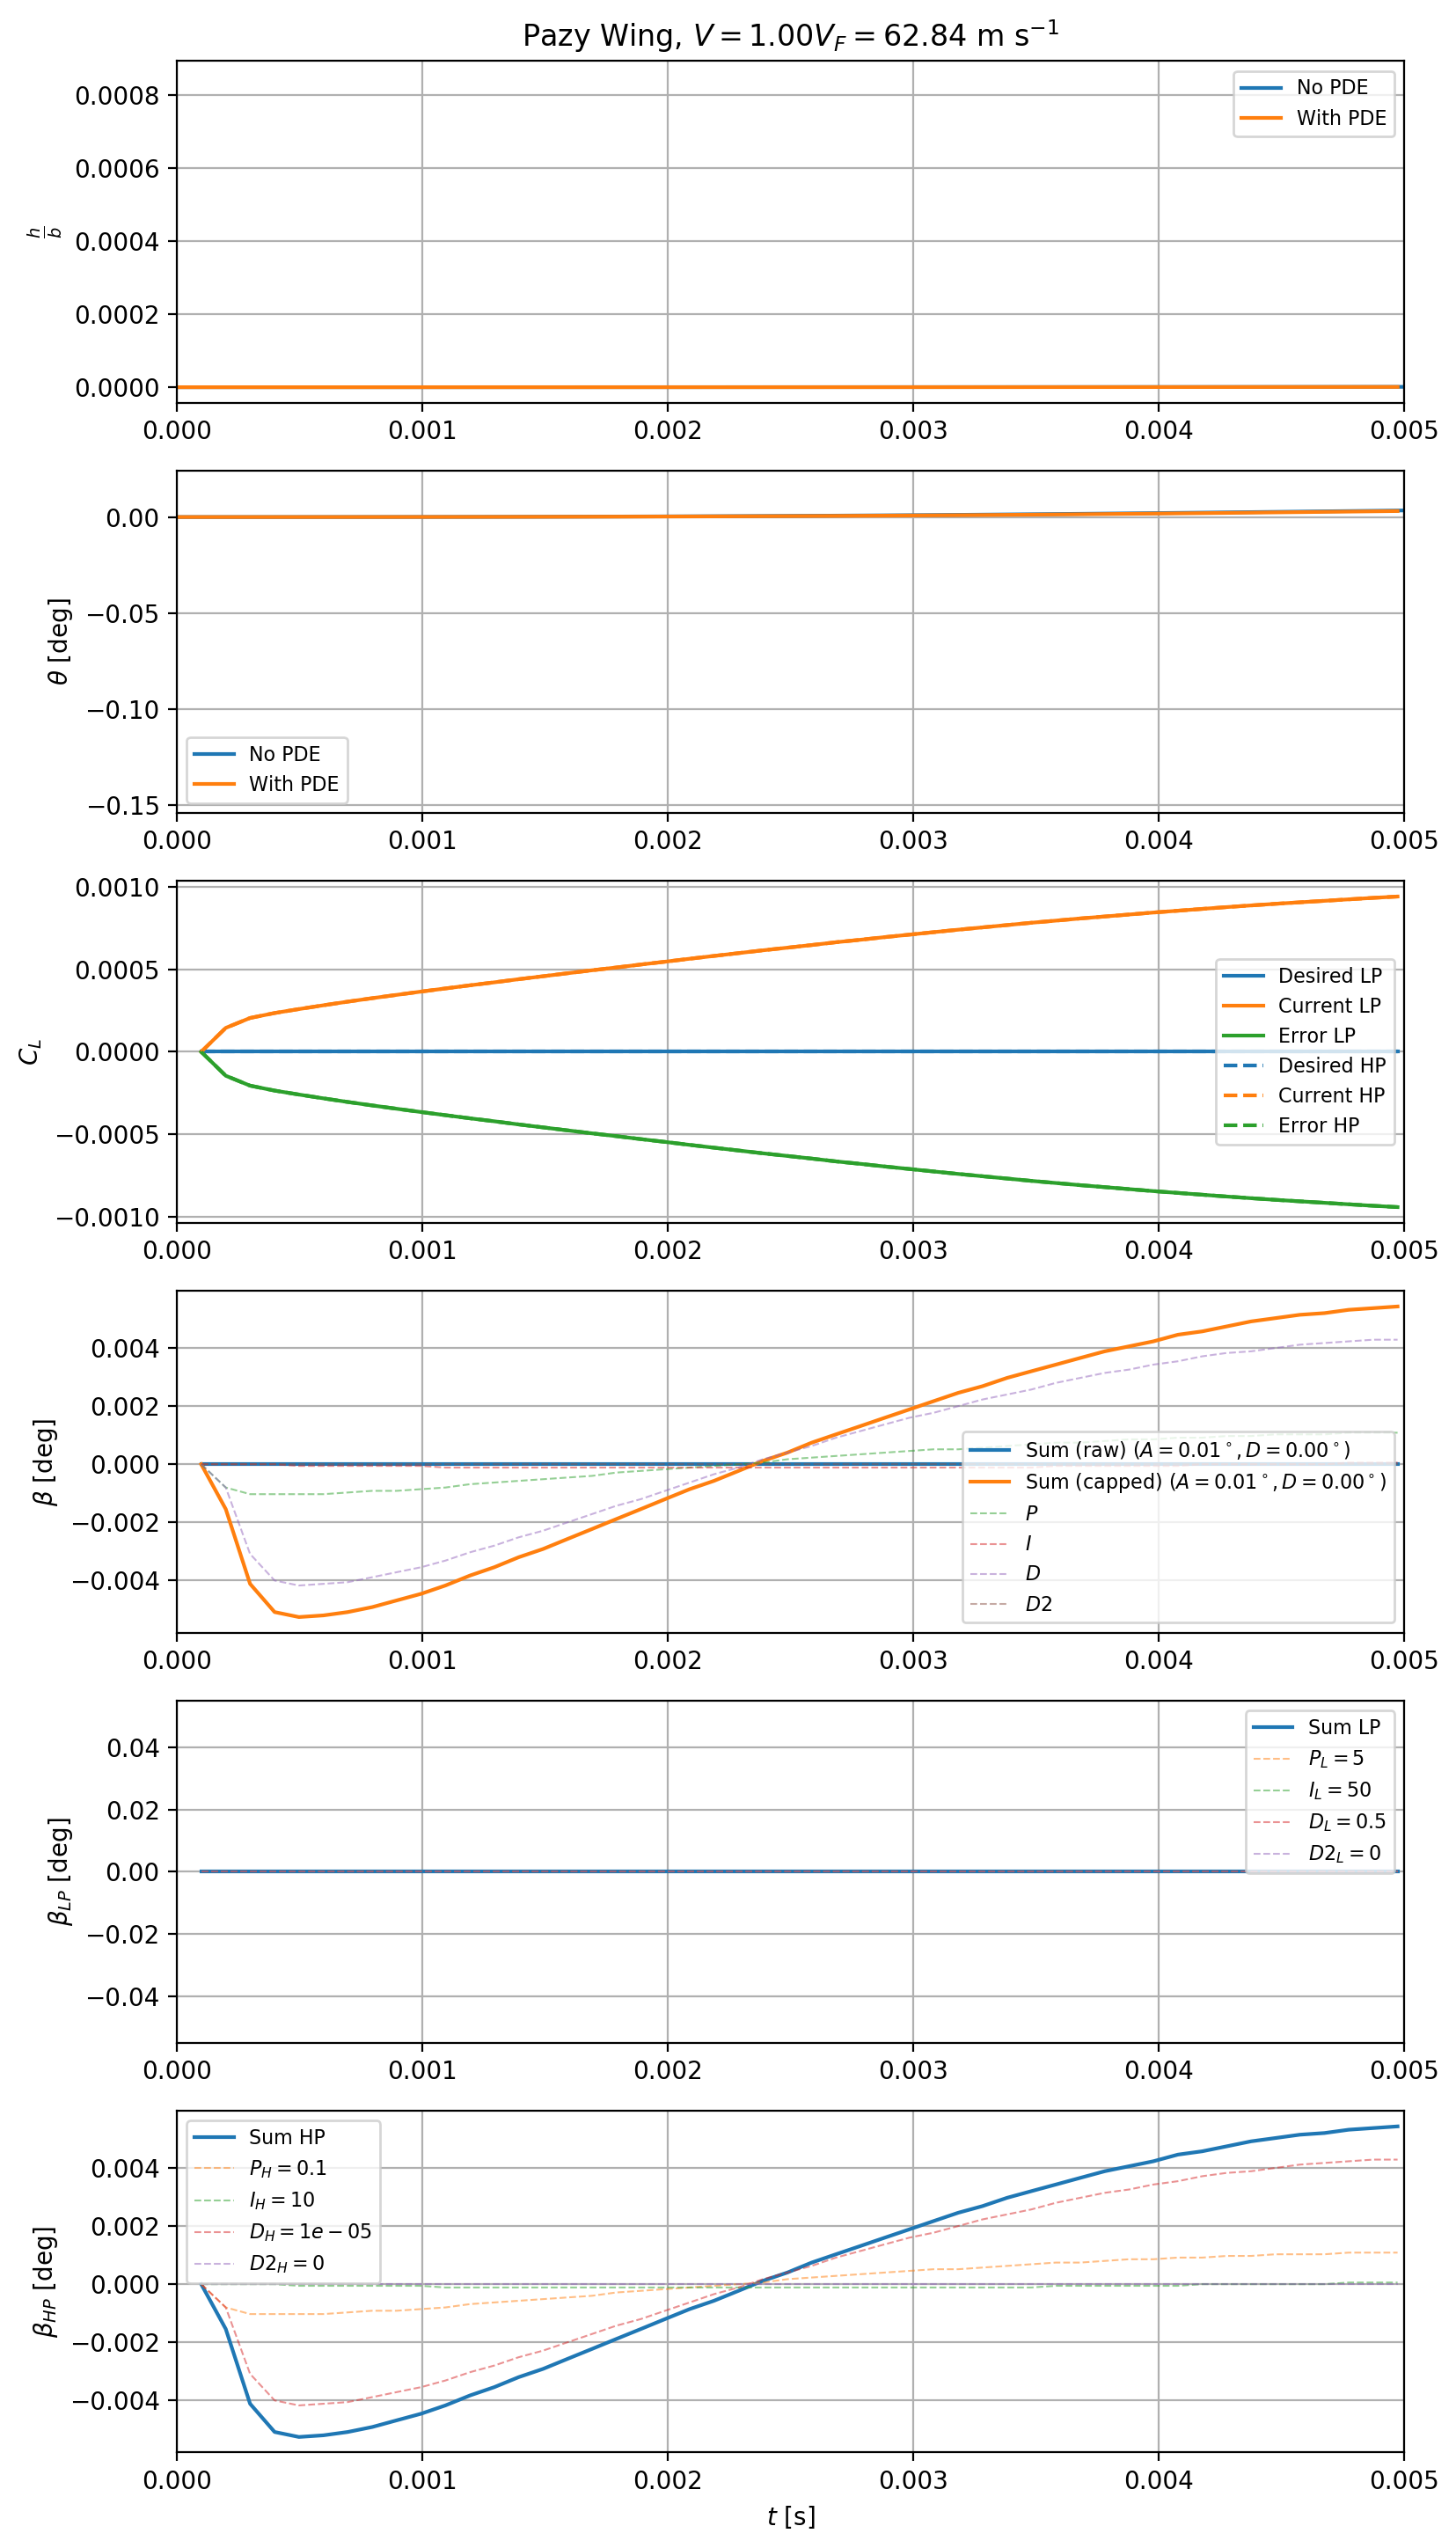 Pazy Wing, V = 1.00V_F = 62.84 m s⁻¹
0.0008
0.0006
0.0004
0.0002
0.0000
h/b
No PDE
With PDE
0.000 0.001 0.002 0.003 0.004 0.005
0.00
−0.05
−0.10
−0.15
θ [deg]
No PDE
With PDE
0.000 0.001 0.002 0.003 0.004 0.005
0.0010
0.0005
0.0000
−0.0005
−0.0010
C_L
Desired LP
Current LP
Error LP
Desired HP
Current HP
Error HP
0.000 0.001 0.002 0.003 0.004 0.005
0.004
0.002
0.000
−0.002
−0.004
β [deg]
Sum (raw) (A = 0.01°, D = 0.00°)
Sum (capped) (A = 0.01°, D = 0.00°)
P
I
D
D2
0.000 0.001 0.002 0.003 0.004 0.005
0.04
0.02
0.00
−0.02
−0.04
β_LP [deg]
Sum LP
P_L = 5
I_L = 50
D_L = 0.5
D2_L = 0
0.000 0.001 0.002 0.003 0.004 0.005
0.004
0.002
0.000
−0.002
−0.004
β_HP [deg]
Sum HP
P_H = 0.1
I_H = 10
D_H = 1e − 05
D2_H = 0
0.000 0.001 0.002 0.003 0.004 0.005
t [s]